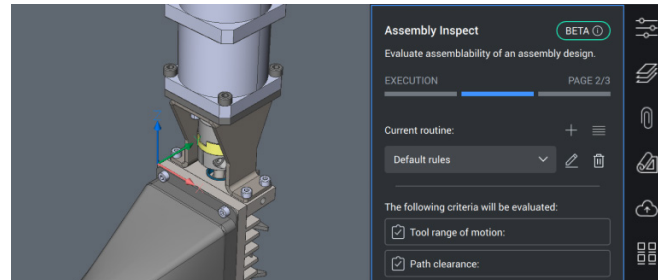 Assembly Inspect
BETA
Evaluate assemblability of an assembly design.
EXECUTION
PAGE 2/3
Current routine:
Default rules
The following criteria will be evaluated:
Tool range of motion:
Path clearance: